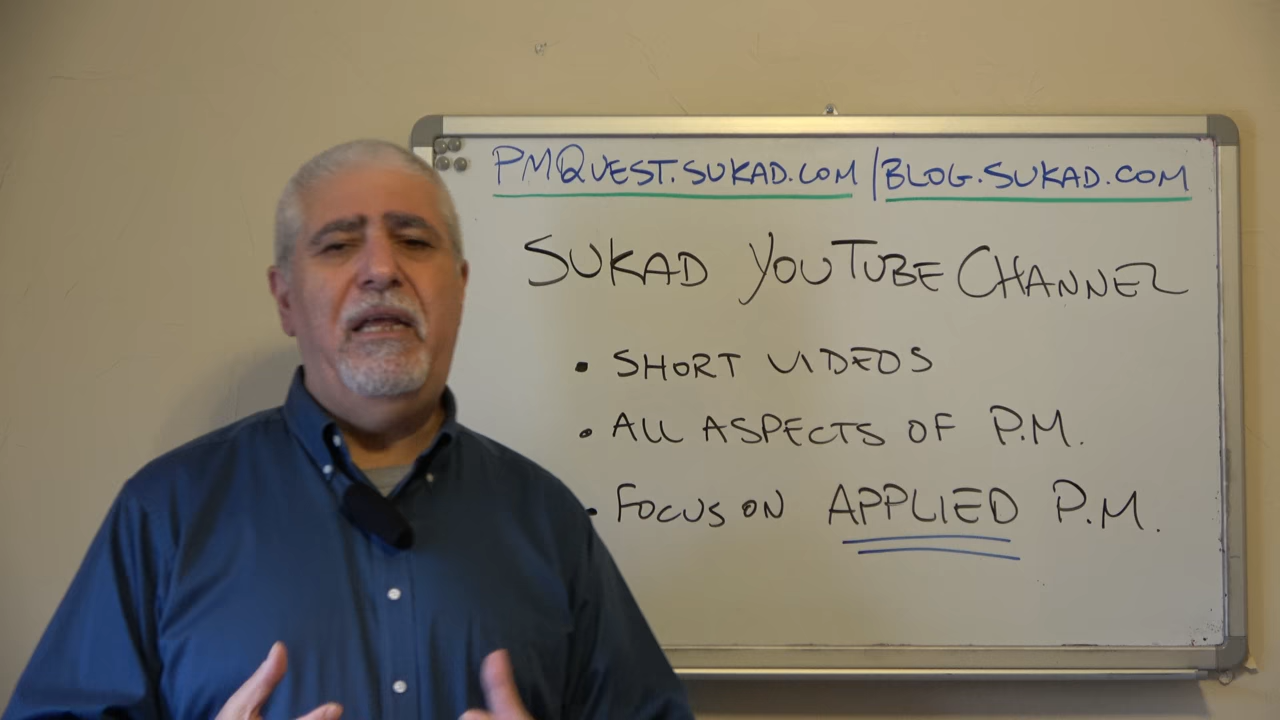 PMQUEST.SUKAD.COM / BLOG.SUKAD.COM
SUKAD YOUTUBE CHANNEL
• SHORT VIDEOS
• ALL ASPECTS OF P.M.
• FOCUS ON APPLIED P.M.